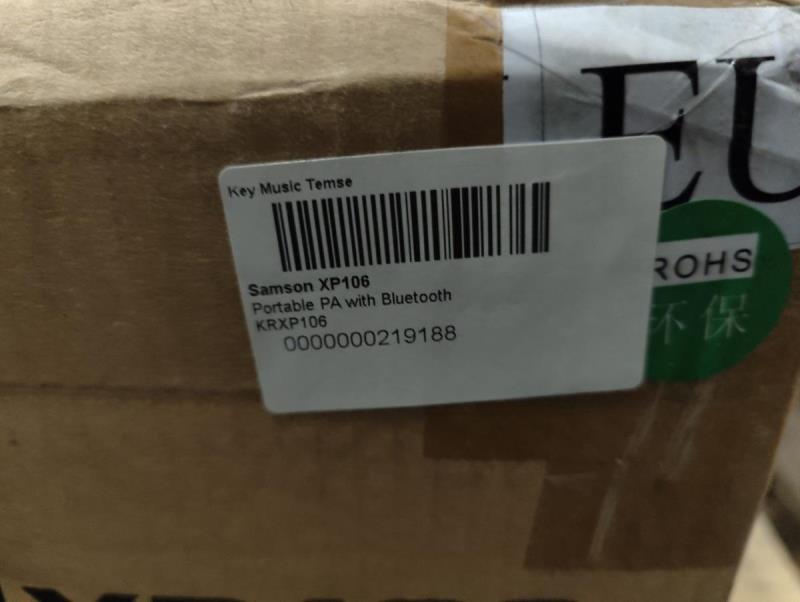 EU
Key Music Temse
ROHS
环保
Samson XP106
Portable PA with Bluetooth
KRXP106
0000000219188